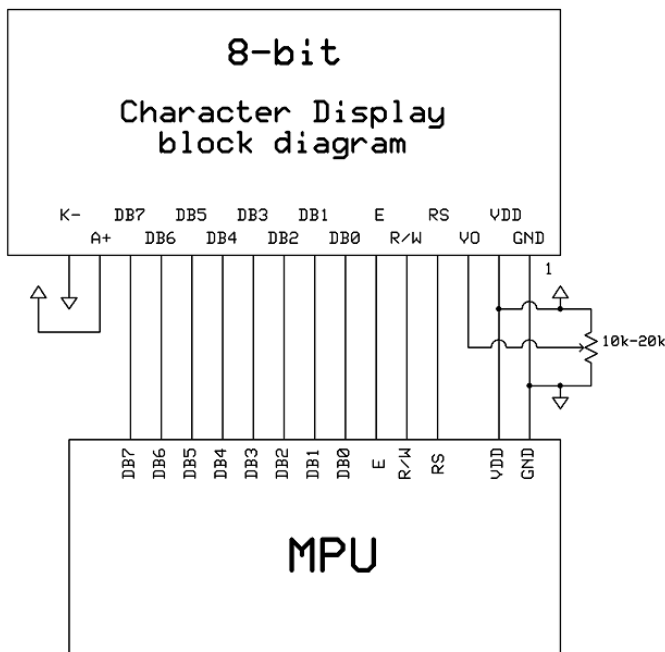 8-bit
Character Display
block diagram
K- DB7 DB5 DB3 DB1 E RS VDD
A+ DB6 DB4 DB2 DB0 R/W VO GND
1
10k-20k
DB7 DB6 DB5 DB4 DB3 DB2 DB1 DB0 E R/W RS VDD GND
MPU